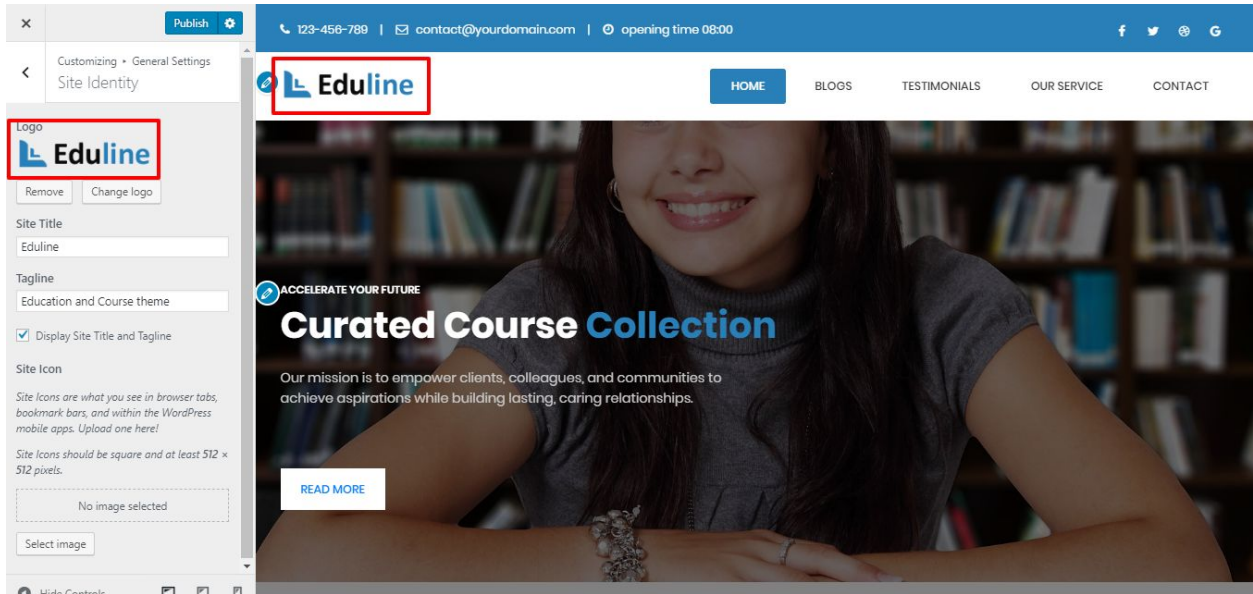 Publish
Customizing • General Settings
Site Identity
Logo
Eduline
Remove
Change logo
Site Title
Eduline
Tagline
Education and Course theme
Display Site Title and Tagline
Site Icon
Site Icons are what you see in browser tabs,
bookmark bars, and within the WordPress
mobile apps. Upload one here!
Site Icons should be square and at least 512 ×
512 pixels.
No image selected
Select image
Hide Controls
123-456-789 | contact@yourdomain.com | opening time 08:00
Eduline
HOME BLOGS TESTIMONIALS OUR SERVICE CONTACT
ACCELERATE YOUR FUTURE
Curated Course Collection
Our mission is to empower clients, colleagues, and communities to
achieve aspirations while building lasting, caring relationships.
READ MORE